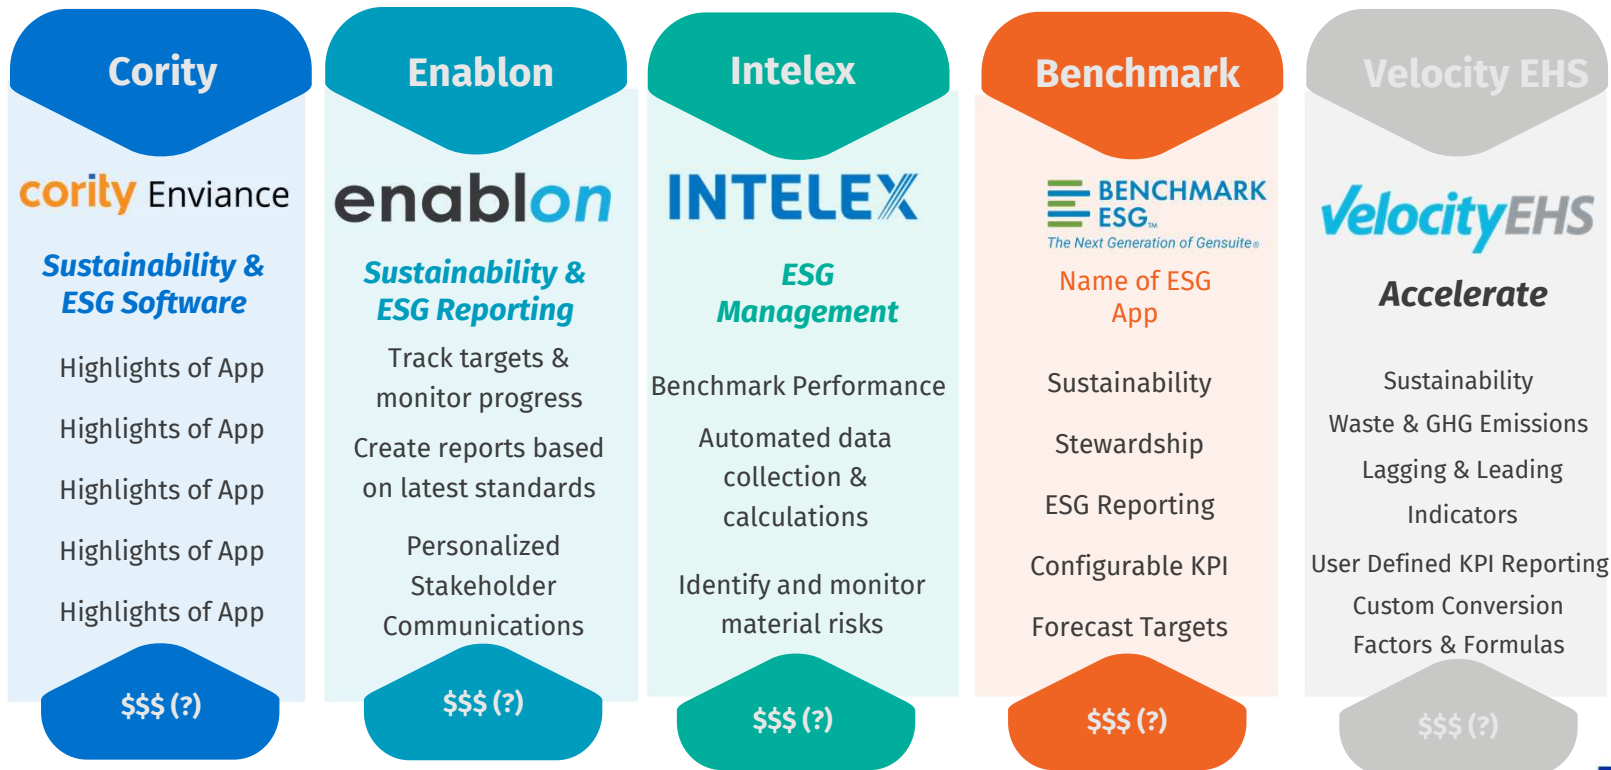 Cority
cority Enviance
Sustainability &
ESG Software
Highlights of App
Highlights of App
Highlights of App
Highlights of App
Highlights of App
$$$ (?)
Enablon
enablon
Sustainability &
ESG Reporting
Track targets &
monitor progress
Create reports based
on latest standards
Personalized
Stakeholder
Communications
$$$ (?)
Intelex
INTELEX
ESG
Management
Benchmark Performance
Automated data
collection &
calculations
Identify and monitor
material risks
$$$ (?)
Benchmark
BENCHMARK
ESG™
The Next Generation of Gensuite®
Name of ESG
App
Sustainability
Stewardship
ESG Reporting
Configurable KPI
Forecast Targets
$$$ (?)
Velocity EHS
VelocityEHS
Accelerate
Sustainability
Waste & GHG Emissions
Lagging & Leading
Indicators
User Defined KPI Reporting
Custom Conversion
Factors & Formulas
$$$ (?)